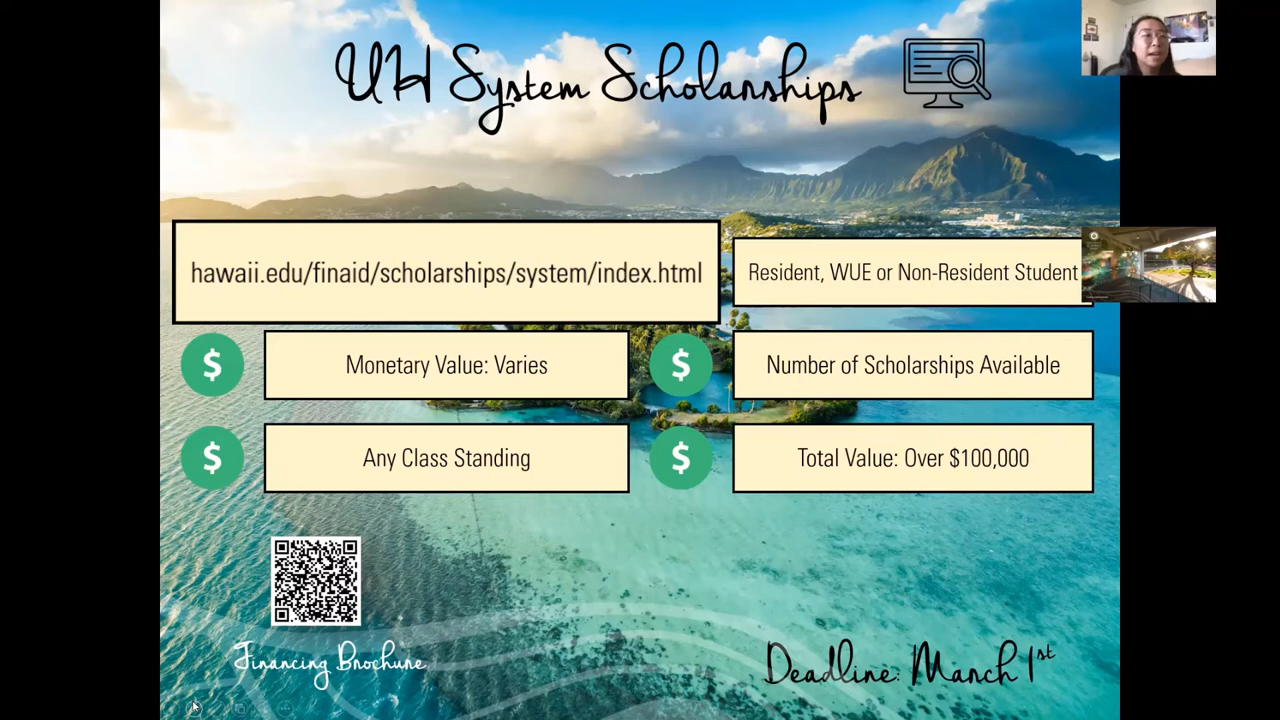 UH System Scholarships
hawaii.edu/finaid/scholarships/system/index.html
Resident, WUE or Non-Resident Student
$
Monetary Value: Varies
$
Number of Scholarships Available
$
Any Class Standing
$
Total Value: Over $100,000
Financing Brochure
Deadline: March 1st